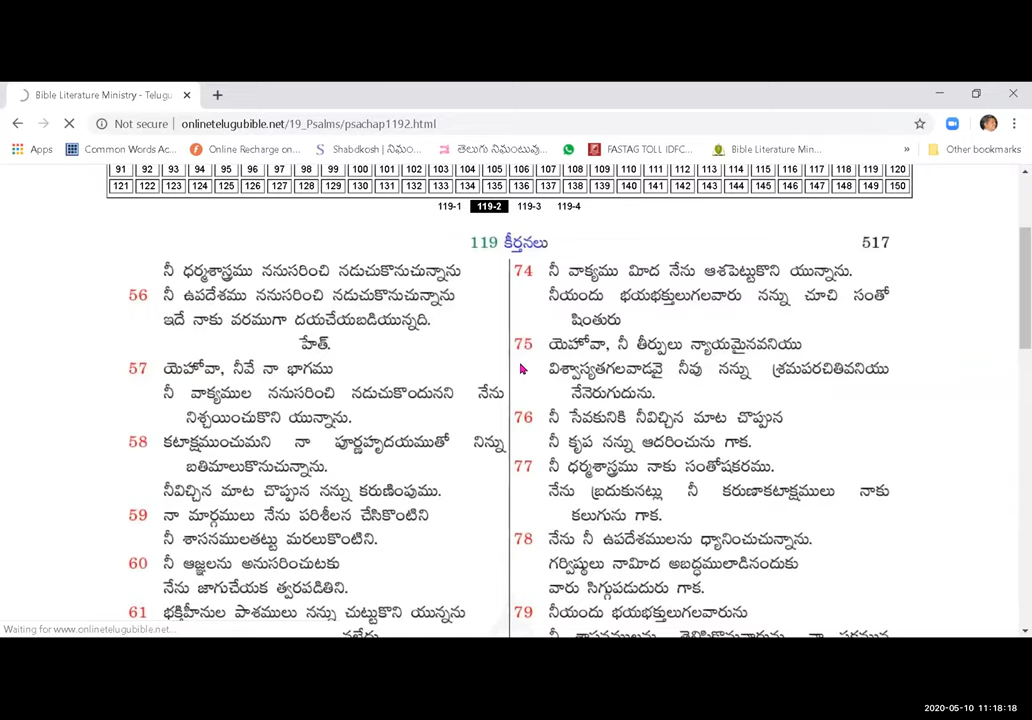 Bible Literature Ministry - Telugu
Not secure | onlinetelugubible.net/19_Psalms/psachap1192.html
Apps Common Words Ac... Online Recharge on... Shabdkosh | నిఘం... తెలుగు నిఘంటువు... FASTAG TOLL IDFC... Bible Literature Min... » Other bookmarks
91 92 93 94 95 96 97 98 99 100 101 102 103 104 105 106 107 108 109 110 111 112 113 114 115 116 117 118 119 120
121 122 123 124 125 126 127 128 129 130 131 132 133 134 135 136 137 138 139 140 141 142 143 144 145 146 147 148 149 150
119-1 119-2 119-3 119-4
119 కీర్తనలు 517
నీ ధర్మశాస్త్రము ననుసరించి నడుచుకొనుచున్నాను
56 నీ ఉపదేశము ననుసరించి నడుచుకొనుచున్నాను
ఇదే నాకు వరముగా దయచేయబడియున్నది.
హేత్.
57 యెహోవా, నీవే నా భాగము
నీ వాక్యముల ననుసరించి నడుచుకొందునని నేను
నిశ్చయించుకొని యున్నాను.
58 కటాక్షముంచుమని నా పూర్ణహృదయముతో నిన్ను
బతిమాలుకొనుచున్నాను.
నీవిచ్చిన మాట చొప్పున నన్ను కరుణింపుము.
59 నా మార్గములు నేను పరిశీలన చేసికొంటిని
నీ శాసనములతట్టు మరలుకొంటిని.
60 నీ ఆజ్ఞలను అనుసరించుటకు
నేను జాగుచేయక త్వరపడితిని.
61 భక్తిహీనుల పాశములు నన్ను చుట్టుకొని యున్నను
74 నీ వాక్యము మీద నేను ఆశపెట్టుకొని యున్నాను.
నీయందు భయభక్తులుగలవారు నన్ను చూచి సంతో
షింతురు
75 యెహోవా, నీ తీర్పులు న్యాయమైనవనియు
విశ్వాస్యతగలవాడవై నీవు నన్ను శ్రమపరచితివనియు
నేనెరుగుదును.
76 నీ సేవకునికి నీవిచ్చిన మాట చొప్పున
నీ కృప నన్ను ఆదరించును గాక.
77 నీ ధర్మశాస్త్రము నాకు సంతోషకరము.
నేను బ్రదుకునట్లు నీ కరుణాకటాక్షములు నాకు
కలుగును గాక.
78 నేను నీ ఉపదేశములను ధ్యానించుచున్నాను.
గర్విష్ఠులు నామీద అబద్ధములాడినందుకు
వారు సిగ్గుపడుదురు గాక.
79 నీయందు భయభక్తులుగలవారును
Waiting for www.onlinetelugubible.net...
2020-05-10 11:18:18